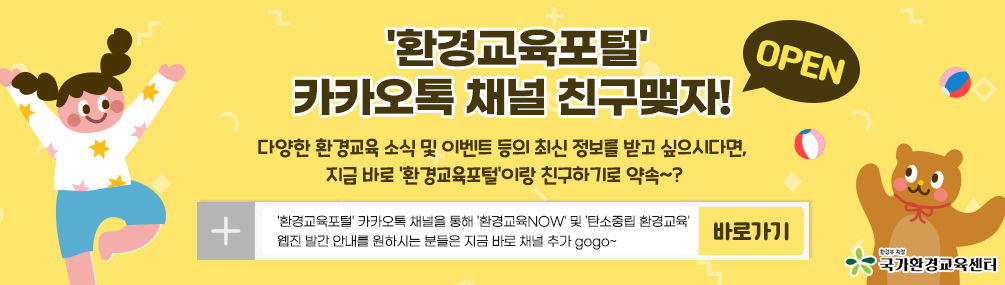 '환경교육포털'
카카오톡 채널 친구맺자!
OPEN
다양한 환경교육 소식 및 이벤트 등의 최신 정보를 받고 싶으시다면,
지금 바로 '환경교육포털'이랑 친구하기로 약속~?
'환경교육포털' 카카오톡 채널을 통해 '환경교육NOW' 및 '탄소중립 환경교육'
웹진 발간 안내를 원하시는 분들은 지금 바로 채널 추가 gogo~
바로가기
환경부 지정
국가환경교육센터